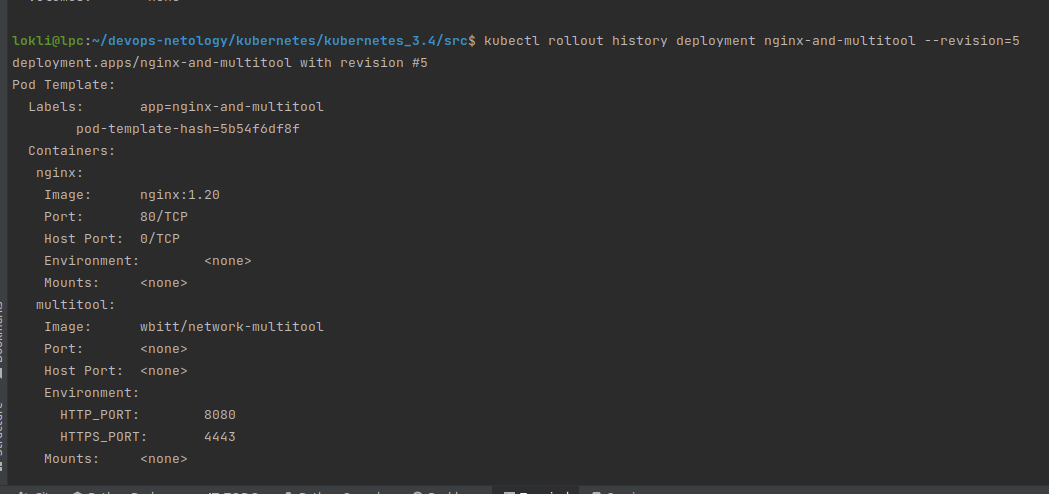 lokli@lpc:~/devops-netology/kubernetes/kubernetes_3.4/src$ kubectl rollout history deployment nginx-and-multitool --revision=5
deployment.apps/nginx-and-multitool with revision #5
Pod Template:
  Labels:       app=nginx-and-multitool
        pod-template-hash=5b54f6df8f
  Containers:
   nginx:
    Image:      nginx:1.20
    Port:       80/TCP
    Host Port:  0/TCP
    Environment:        <none>
    Mounts:     <none>
   multitool:
    Image:      wbitt/network-multitool
    Port:       <none>
    Host Port:  <none>
    Environment:
      HTTP_PORT:        8080
      HTTPS_PORT:       4443
    Mounts:     <none>